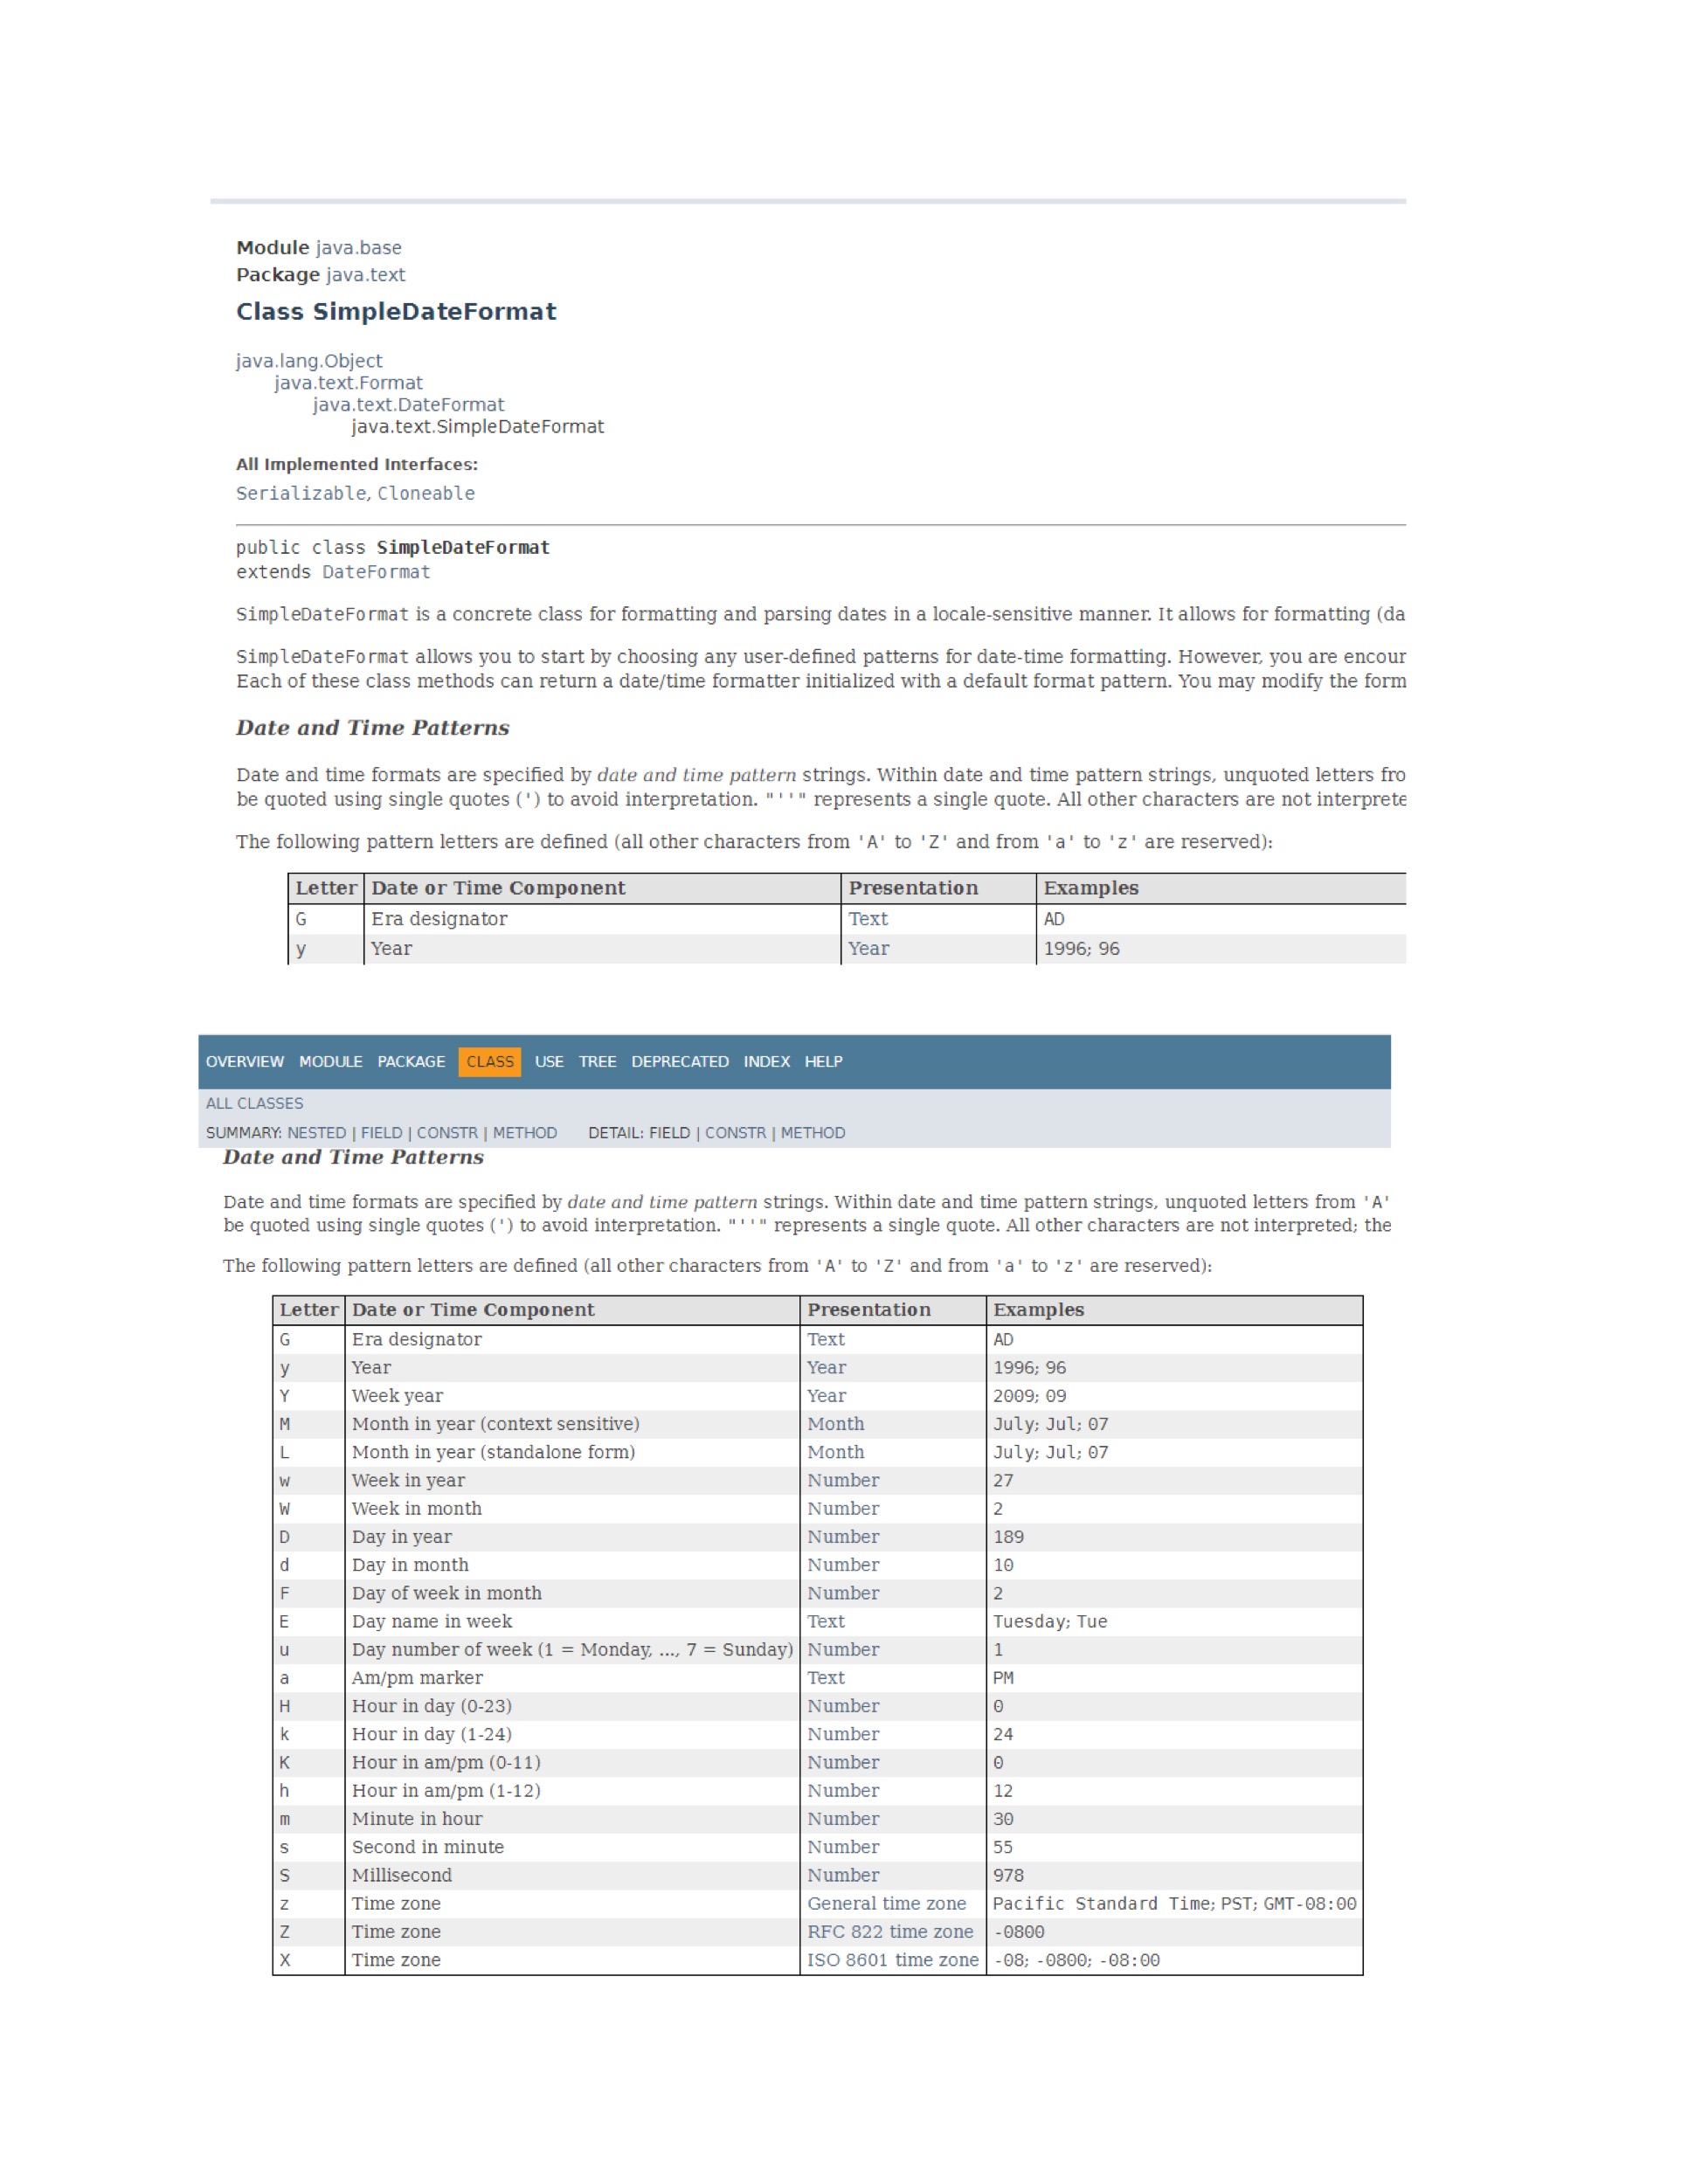 Module java.base
Package java.text
Class SimpleDateFormat
java.lang.Object
java.text.Format
java.text.DateFormat
java.text.SimpleDateFormat
All Implemented Interfaces:
Serializable, Cloneable
public class SimpleDateFormat
extends DateFormat
SimpleDateFormat is a concrete class for formatting and parsing dates in a locale-sensitive manner. It allows for formatting (da
SimpleDateFormat allows you to start by choosing any user-defined patterns for date-time formatting. However, you are encour
Each of these class methods can return a date/time formatter initialized with a default format pattern. You may modify the form
Date and Time Patterns
Date and time formats are specified by date and time pattern strings. Within date and time pattern strings, unquoted letters fro
be quoted using single quotes (') to avoid interpretation. "''" represents a single quote. All other characters are not interprete
The following pattern letters are defined (all other characters from 'A' to 'Z' and from 'a' to 'z' are reserved):
Letter Date or Time Component Presentation Examples
G Era designator Text AD
y Year Year 1996; 96
OVERVIEW MODULE PACKAGE CLASS USE TREE DEPRECATED INDEX HELP
ALL CLASSES
SUMMARY: NESTED | FIELD | CONSTR | METHOD DETAIL: FIELD | CONSTR | METHOD
Date and Time Patterns
Date and time formats are specified by date and time pattern strings. Within date and time pattern strings, unquoted letters from 'A'
be quoted using single quotes (') to avoid interpretation. "''" represents a single quote. All other characters are not interpreted; the
The following pattern letters are defined (all other characters from 'A' to 'Z' and from 'a' to 'z' are reserved):
Letter Date or Time Component Presentation Examples
G Era designator Text AD
y Year Year 1996; 96
Y Week year Year 2009; 09
M Month in year (context sensitive) Month July; Jul; 07
L Month in year (standalone form) Month July; Jul; 07
w Week in year Number 27
W Week in month Number 2
D Day in year Number 189
d Day in month Number 10
F Day of week in month Number 2
E Day name in week Text Tuesday; Tue
u Day number of week (1 = Monday, ..., 7 = Sunday) Number 1
a Am/pm marker Text PM
H Hour in day (0-23) Number 0
k Hour in day (1-24) Number 24
K Hour in am/pm (0-11) Number 0
h Hour in am/pm (1-12) Number 12
m Minute in hour Number 30
s Second in minute Number 55
S Millisecond Number 978
z Time zone General time zone Pacific Standard Time; PST; GMT-08:00
Z Time zone RFC 822 time zone -0800
X Time zone ISO 8601 time zone -08; -0800; -08:00